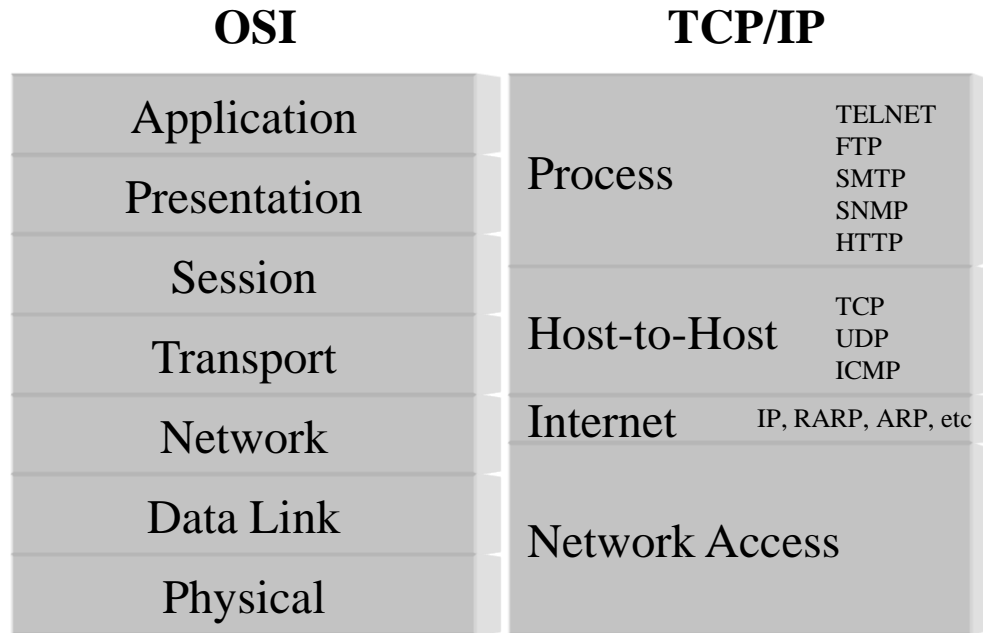 OSI
Application
Presentation
Session
Transport
Network
Data Link
Physical
TCP/IP
Process
TELNET
FTP
SMTP
SNMP
HTTP
Host-to-Host
TCP
UDP
ICMP
Internet
IP, RARP, ARP, etc
Network Access